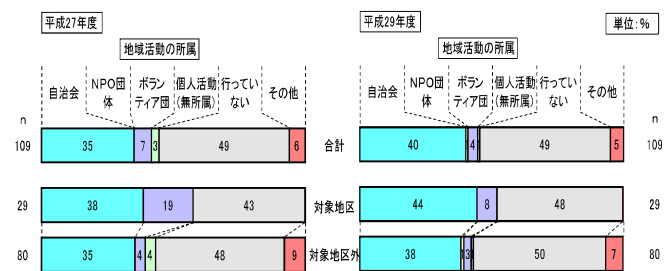 平成27年度
平成29年度
単位：％
地域活動の所属
地域活動の所属
自治会
NPO団体
ボランティア団
個人活動(無所属)
行っていない
その他
自治会
NPO団体
ボランティア団
個人活動(無所属)
行っていない
その他
n
n
109 35 7 3 49 6 合計 40 4 49 5 109
29 38 19 43 対象地区 44 8 48 29
80 35 4 4 48 9 対象地区外 38 1 3 50 7 80